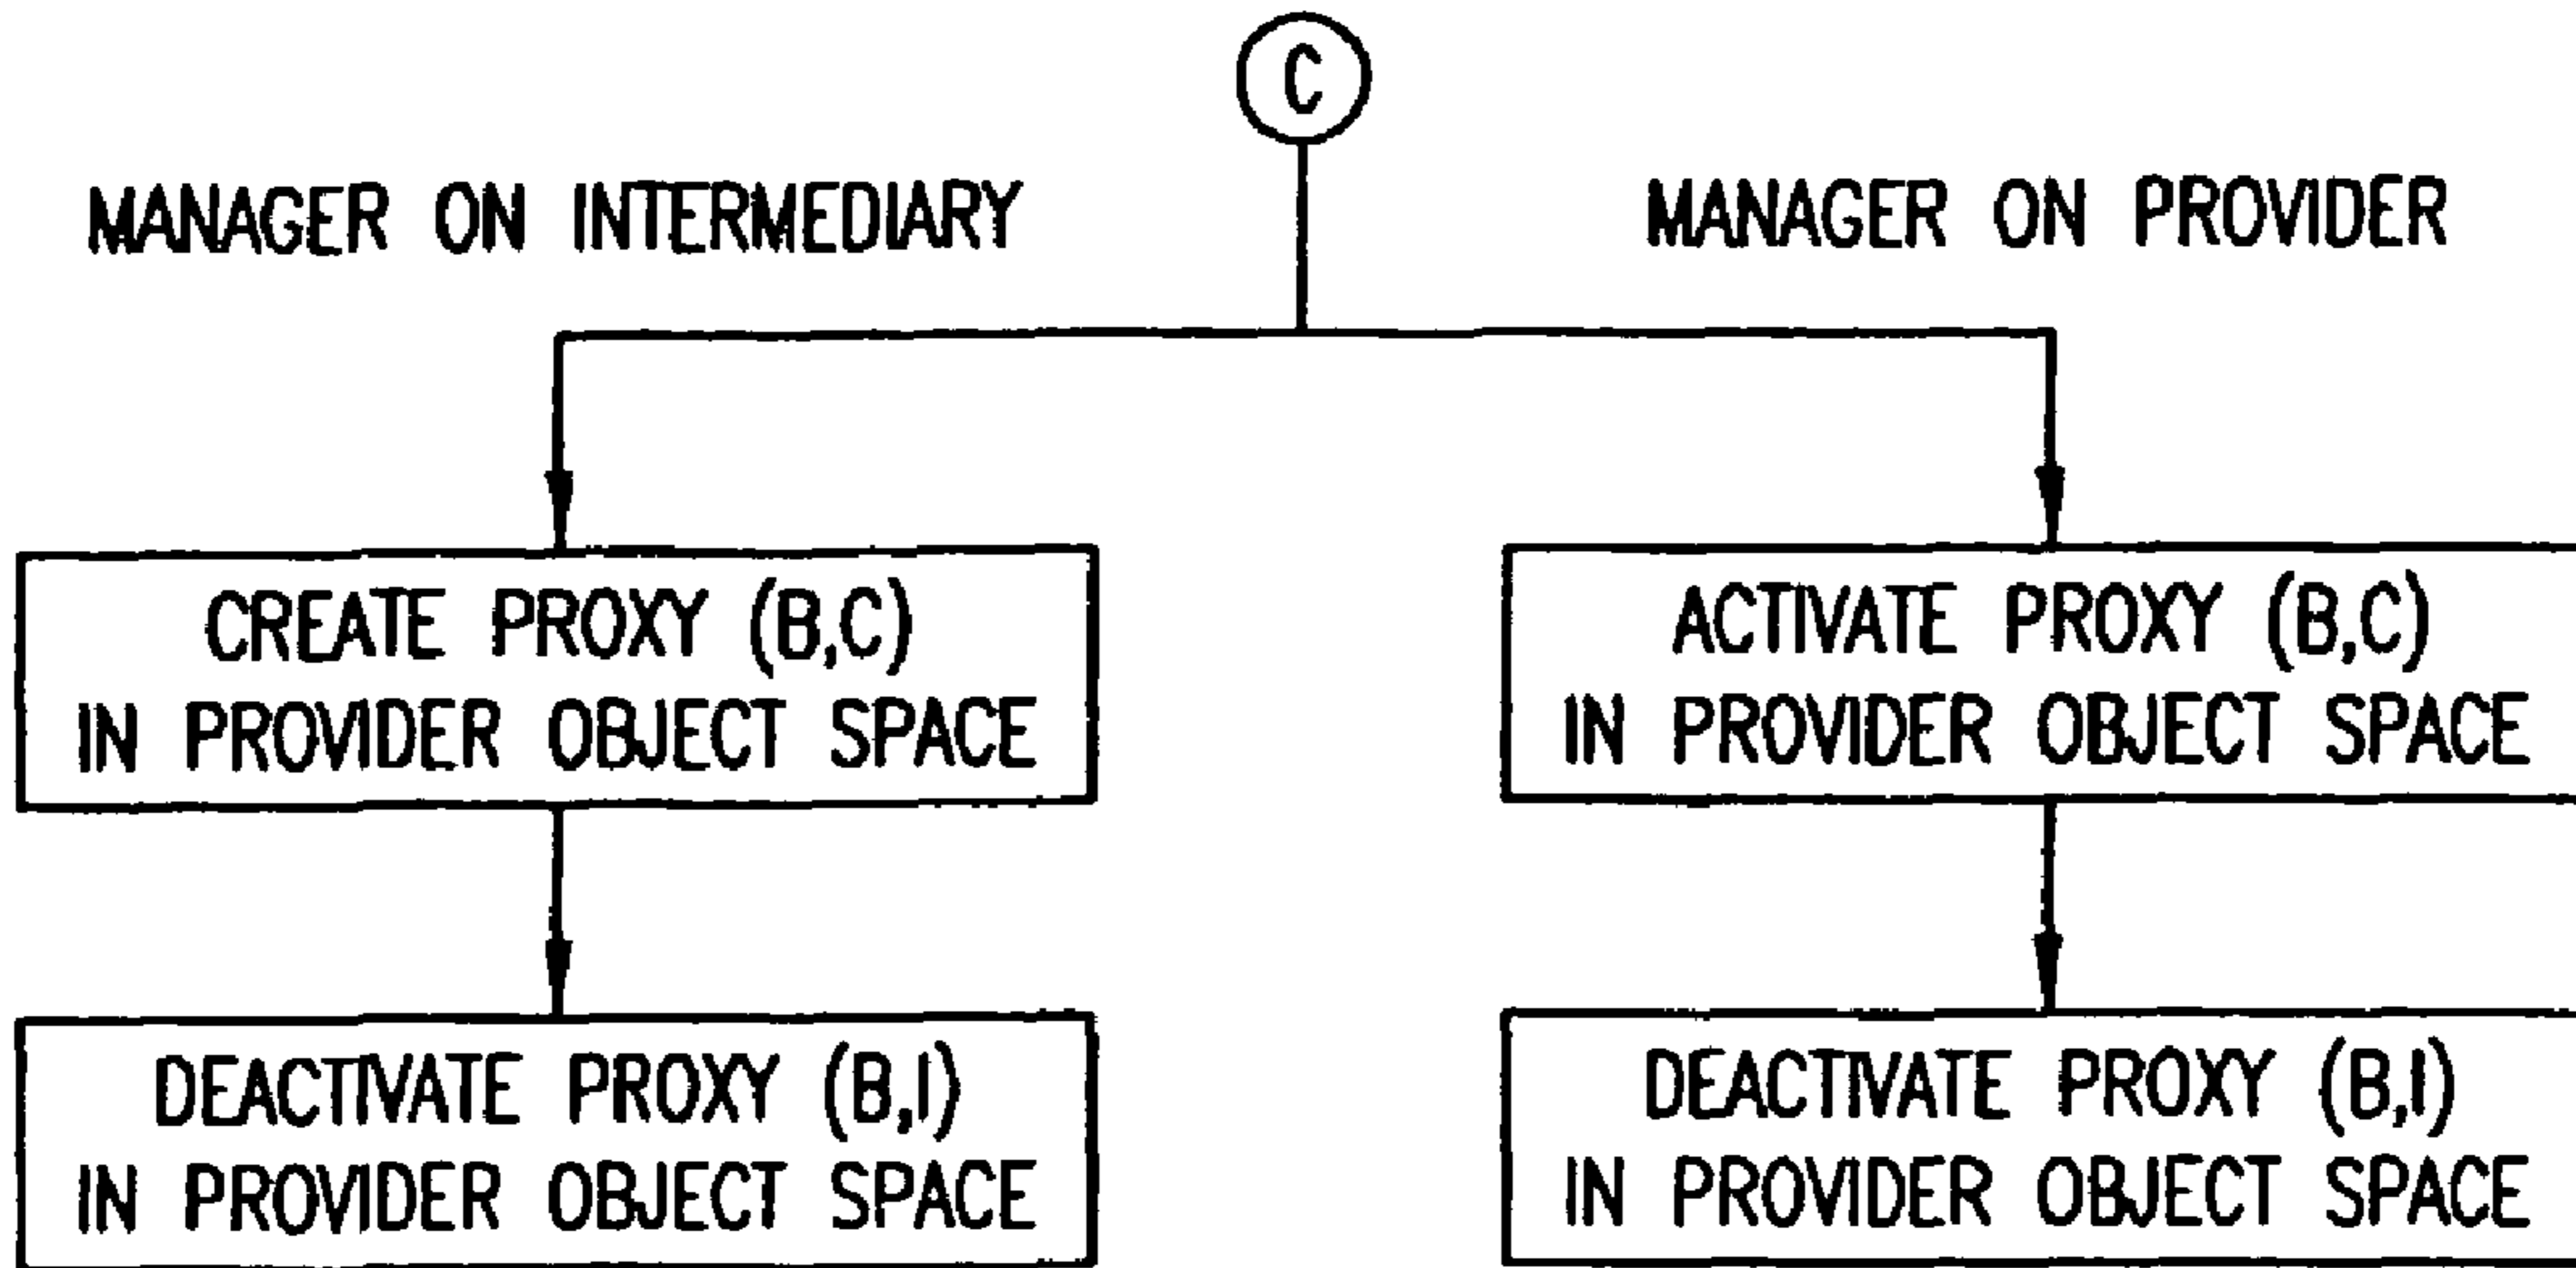 C
MANAGER ON INTERMEDIARY
MANAGER ON PROVIDER
CREATE PROXY (B,C)
IN PROVIDER OBJECT SPACE
ACTIVATE PROXY (B,C)
IN PROVIDER OBJECT SPACE
DEACTIVATE PROXY (B,I)
IN PROVIDER OBJECT SPACE
DEACTIVATE PROXY (B,I)
IN PROVIDER OBJECT SPACE